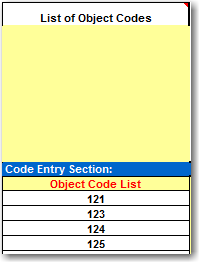 List of Object Codes
Code Entry Section:
Object Code List
121
123
124
125